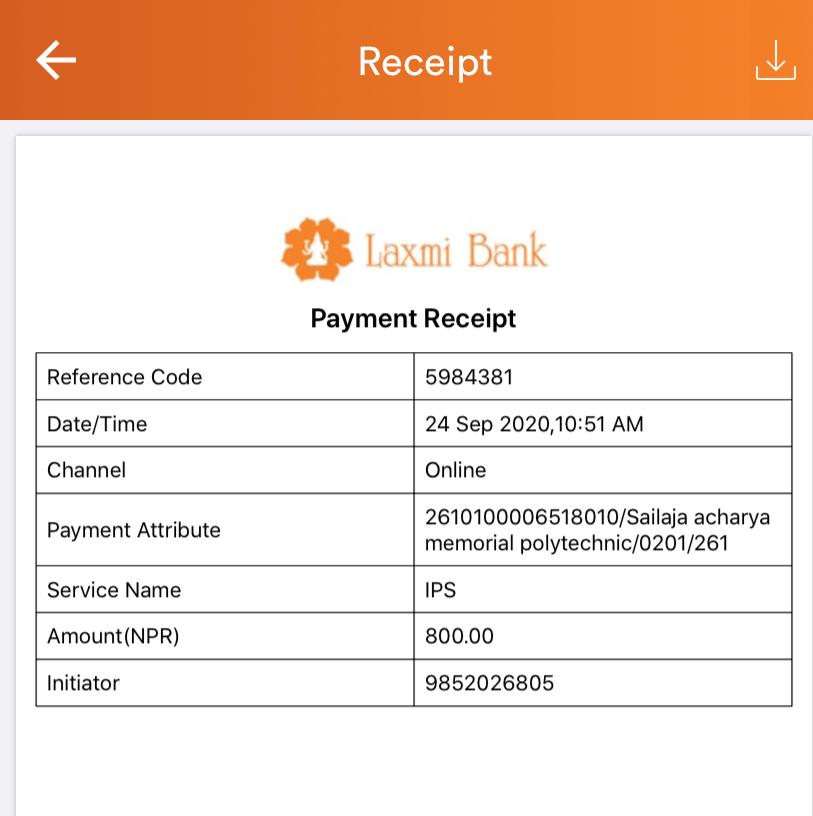 Receipt
Laxmi Bank
Payment Receipt
Reference Code 5984381
Date/Time 24 Sep 2020,10:51 AM
Channel Online
Payment Attribute 2610100006518010/Sailaja acharya
memorial polytechnic/0201/261
Service Name IPS
Amount(NPR) 800.00
Initiator 9852026805